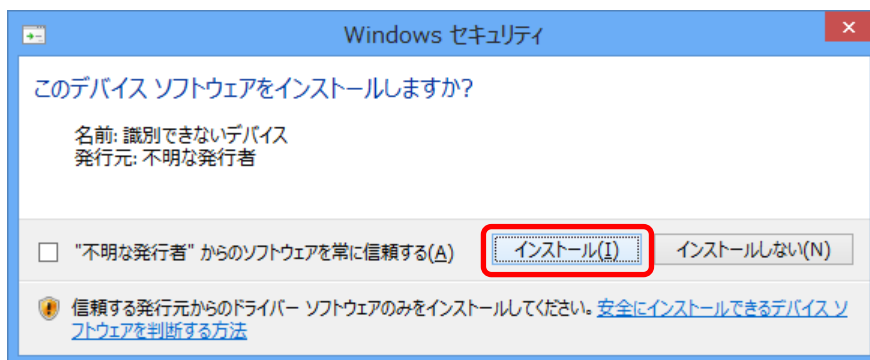 Windows セキュリティ
このデバイス ソフトウェアをインストールしますか?
名前: 識別できないデバイス
発行元: 不明な発行者
"不明な発行者" からのソフトウェアを常に信頼する(A)
インストール(I)
インストールしない(N)
信頼する発行元からのドライバー ソフトウェアのみをインストールしてください。安全にインストールできるデバイス ソ
フトウェアを判断する方法